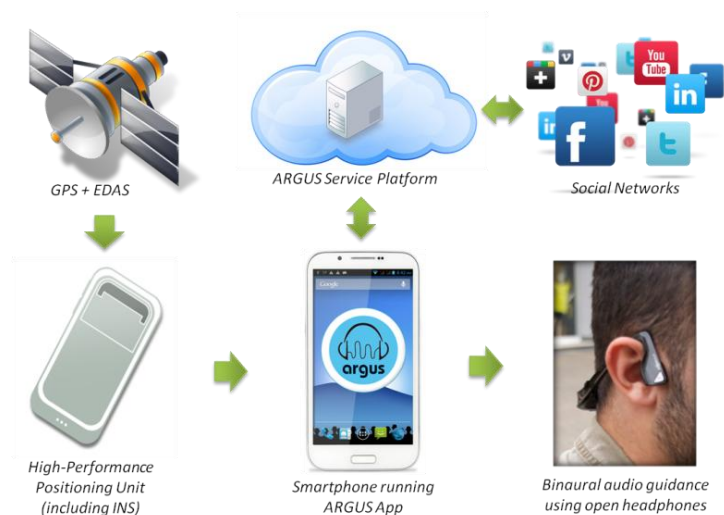 You
Tube
in
f
t
in
GPS + EDAS
ARGUS Service Platform
Social Networks
Google
argus
High-Performance
Positioning Unit
(including INS)
Smartphone running
ARGUS App
Binaural audio guidance
using open headphones